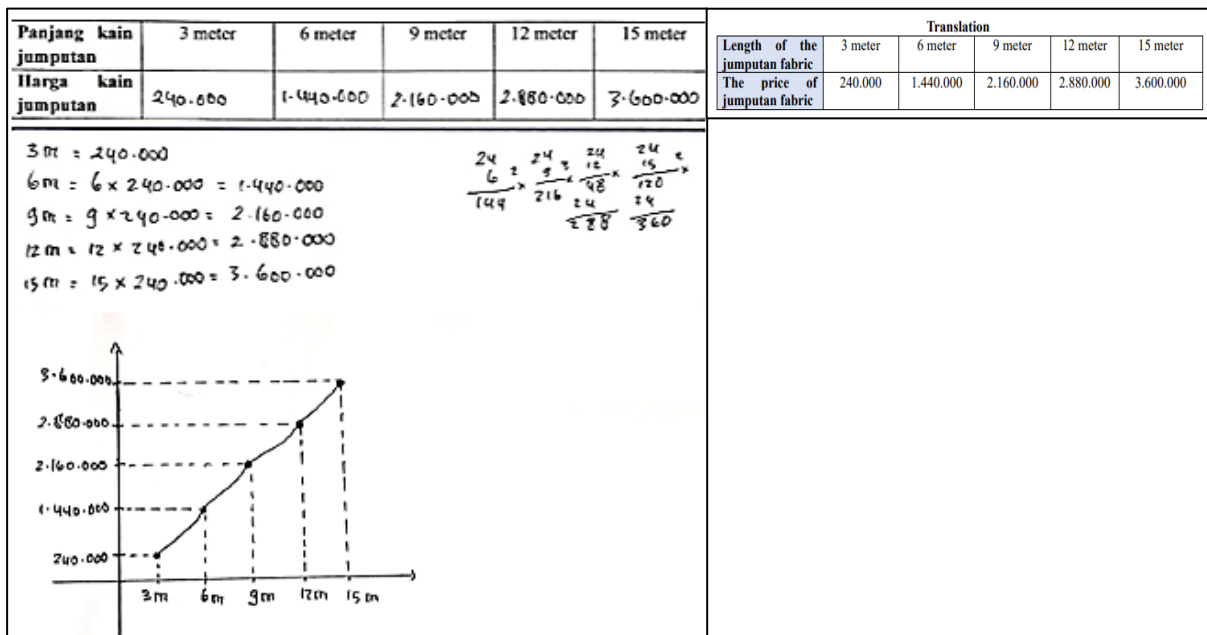 Panjang kain jumputan 3 meter 6 meter 9 meter 12 meter 15 meter
Harga kain jumputan 240.000 1.440.000 2.160.000 2.880.000 3.600.000
3m = 240.000
6m = 6 x 240.000 = 1.440.000
9m = 9 x 240.000 = 2.160.000
12m = 12 x 240.000 = 2.880.000
15m = 15 x 240.000 = 3.600.000
24 2 24 3 24 24 2
6 x 9 x 12 x 15 x
144 216 48 120
24 24
288 360
3.600.000
2.880.000
2.160.000
1.440.000
240.000
3m 6m 9m 12m 15m
Translation
Length of the jumputan fabric 3 meter 6 meter 9 meter 12 meter 15 meter
The price of jumputan fabric 240.000 1.440.000 2.160.000 2.880.000 3.600.000